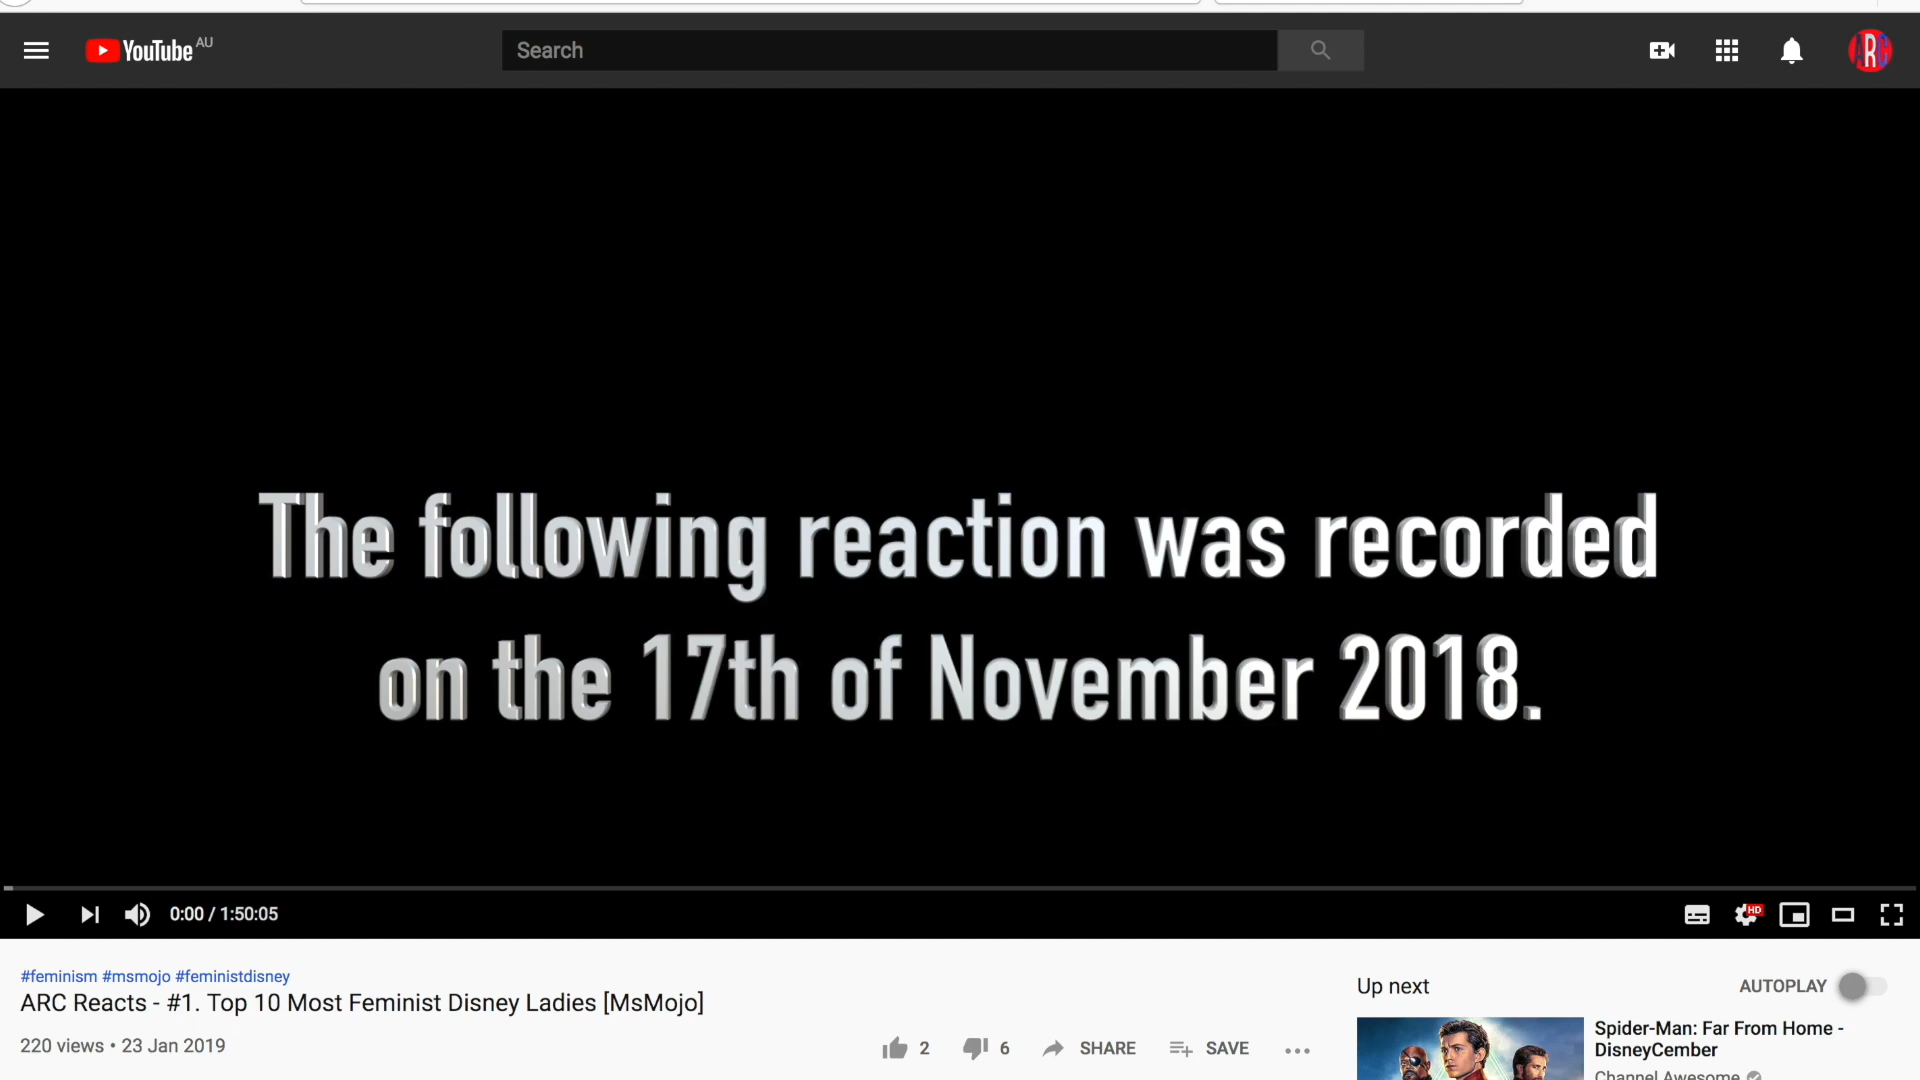 YouTube AU
Search
ARC
The following reaction was recorded
on the 17th of November 2018.
0:00 / 1:50:05
HD
#feminism #msmojo #feministdisney
ARC Reacts - #1. Top 10 Most Feminist Disney Ladies [MsMojo]
220 views • 23 Jan 2019
2
6
SHARE
SAVE
Up next
AUTOPLAY
Spider-Man: Far From Home -
DisneyCember
Channel Awesome